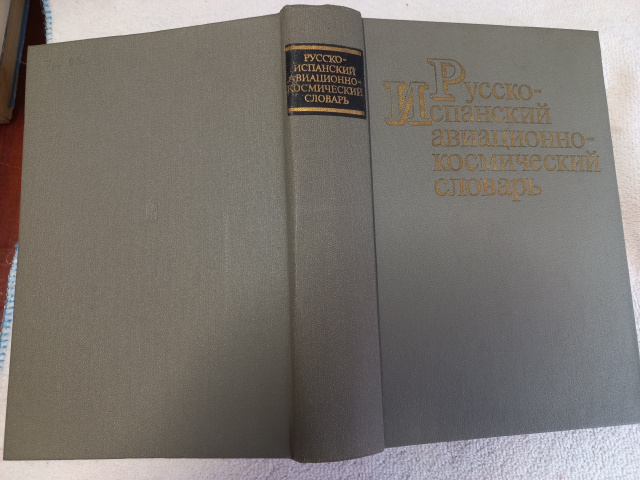 РУССКО-
ИСПАНСКИЙ
АВИАЦИОННО-
КОСМИЧЕСКИЙ
СЛОВАРЬ
Русско-
Испанский
авиационно-
космический
словарь